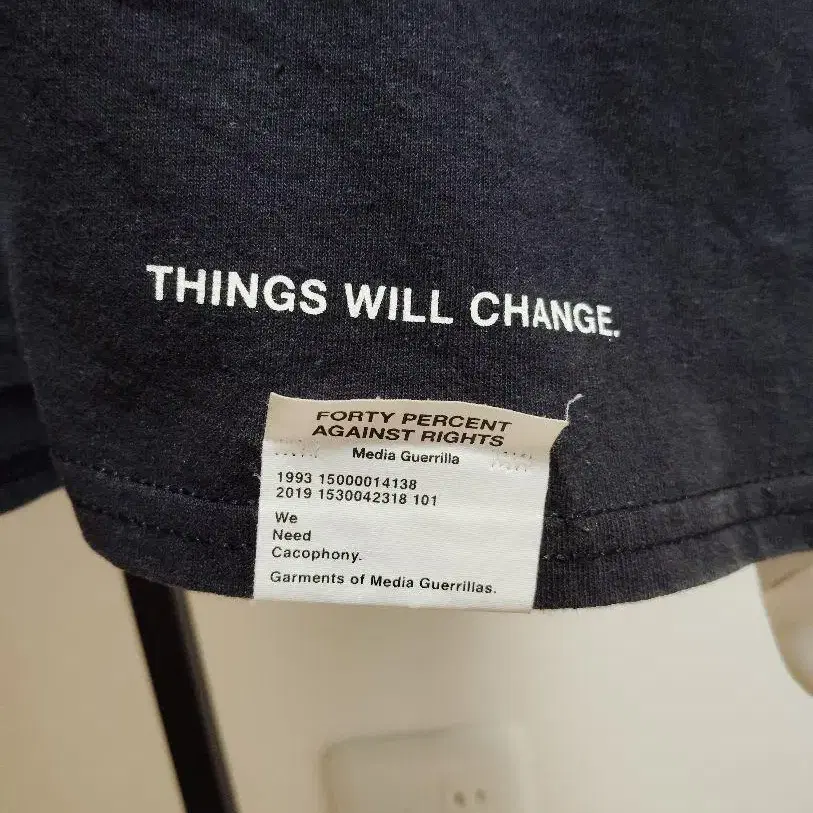 THINGS WILL CHANGE.
FORTY PERCENT
AGAINST RIGHTS
Media Guerrilla
1993 15000014138
2019 1530042318 101
We
Need
Cacophony.
Garments of Media Guerrillas.